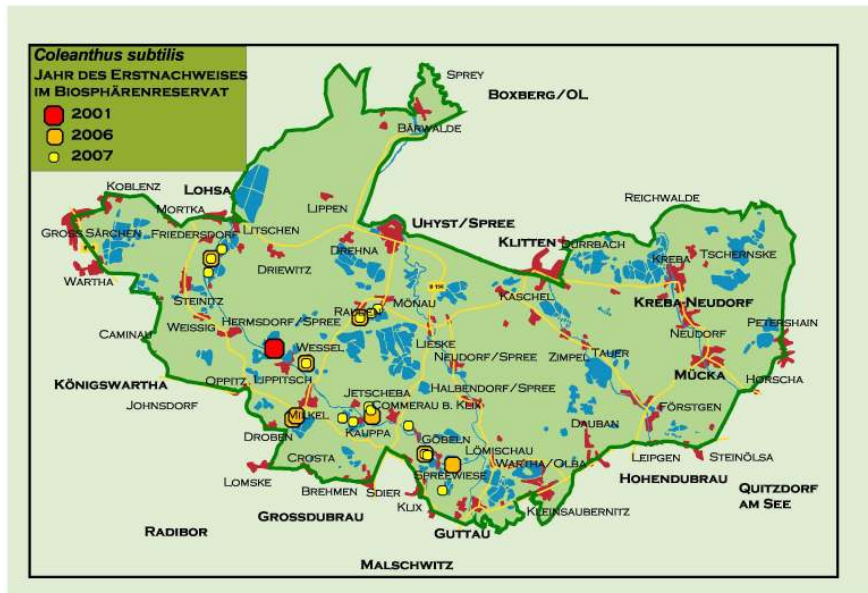 Coleanthus subtilis
JAHR DES ERSTNACHWEISES
IM BIOSPHÄRENRESERVAT
2001
2006
2007
SPREY
BOXBERG/OL
BÄRWALDE
KOBLENZ
LOHSA
MORTKA
LIPPEN
REICHWALDE
GROSS SÄRCHEN
FRIEDERSDORF
LITSCHEN
UHYST/SPREE
KLITTEN
DÜRRBACH
TSCHERNSKE
DREHNA
DRIEWITZ
KREBA
WARTHA
STEINITZ
B 156
KASCHEL
KREBA-NEUDORF
MÖNAU
RAUDEN
HERMSDORF/SPREE
WEISSIG
CAMINAU
PETERSHAIN
NEUDORF
LIESKE
WESSEL
NEUDORF/SPREE
ZIMPEL
TAUER
MÜCKA
KÖNIGSWARTHA
OPPITZ
LIPPITSCH
HORSCHA
JOHNSDORF
JETSCHEBA
HALBENDORF/SPREE
COMMERAU B. KLIX
FÖRSTGEN
MILKEL
KAUPPA
DAUBAN
DROBEN
GÖBELN
LÖMISCHAU
LEIPGEN
STEINÖLSA
CROSTA
SPREEWIESE
WARTHA/OLBA
HOHENDUBRAU
LOMSKE
BREHMEN
SDIER
QUITZDORF
AM SEE
KLIX
KLEINSAUBERNITZ
GROSSDUBRAU
RADIBOR
GUTTAU
MALSCHWITZ